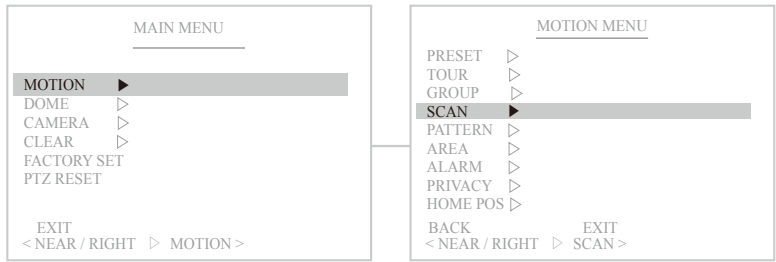 MAIN MENU
MOTION ▶
DOME ▷
CAMERA ▷
CLEAR ▷
FACTORY SET
PTZ RESET
EXIT
< NEAR / RIGHT ▷ MOTION >
MOTION MENU
PRESET ▷
TOUR ▷
GROUP ▷
SCAN ▶
PATTERN ▷
AREA ▷
ALARM ▷
PRIVACY ▷
HOME POS ▷
BACK EXIT
< NEAR / RIGHT ▷ SCAN >